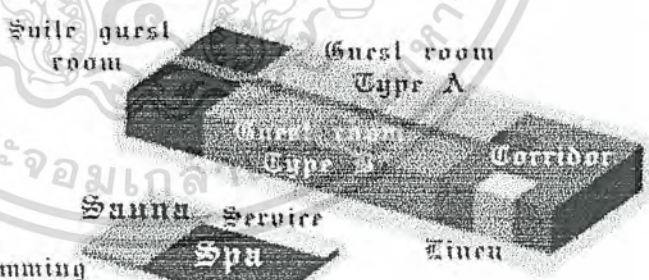 Suite guest
room
Guest room
Type A
Guest room
Type B
Corridor
Linen
Sauna
Service
Spa
mming